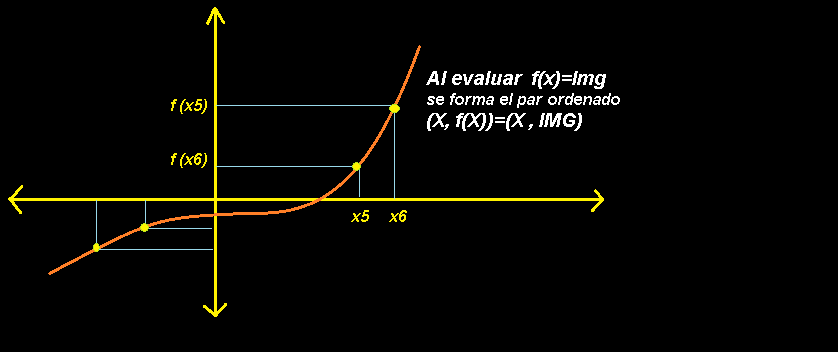 Al evaluar f(x)=Img
se forma el par ordenado
(X, f(X))=(X , IMG)
f (x5)
f (x6)
x5 x6